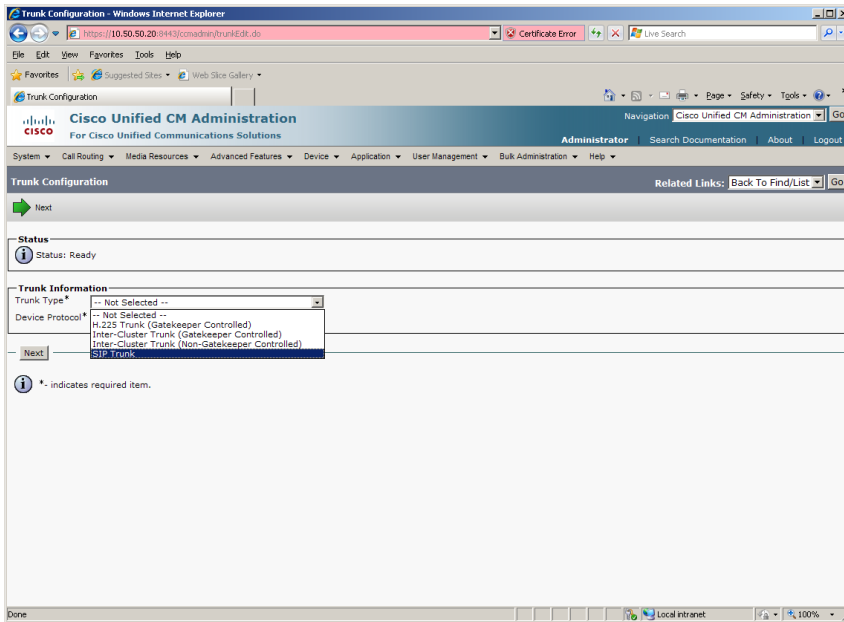 Trunk Configuration - Windows Internet Explorer
https://10.50.50.20:8443/ccmadmin/trunkEdit.do Certificate Error Live Search
File Edit View Favorites Tools Help
Favorites Suggested Sites Web Slice Gallery
Trunk Configuration Page Safety Tools
CISCO Cisco Unified CM Administration Navigation Cisco Unified CM Administration Go
For Cisco Unified Communications Solutions
Administrator | Search Documentation | About | Logout
System Call Routing Media Resources Advanced Features Device Application User Management Bulk Administration Help
Trunk Configuration Related Links: Back To Find/List Go
Next
Status
Status: Ready
Trunk Information
Trunk Type* -- Not Selected --
Device Protocol* -- Not Selected --
H.225 Trunk (Gatekeeper Controlled)
Inter-Cluster Trunk (Gatekeeper Controlled)
Inter-Cluster Trunk (Non-Gatekeeper Controlled)
SIP Trunk
Next
*- indicates required item.
Done Local intranet 100%